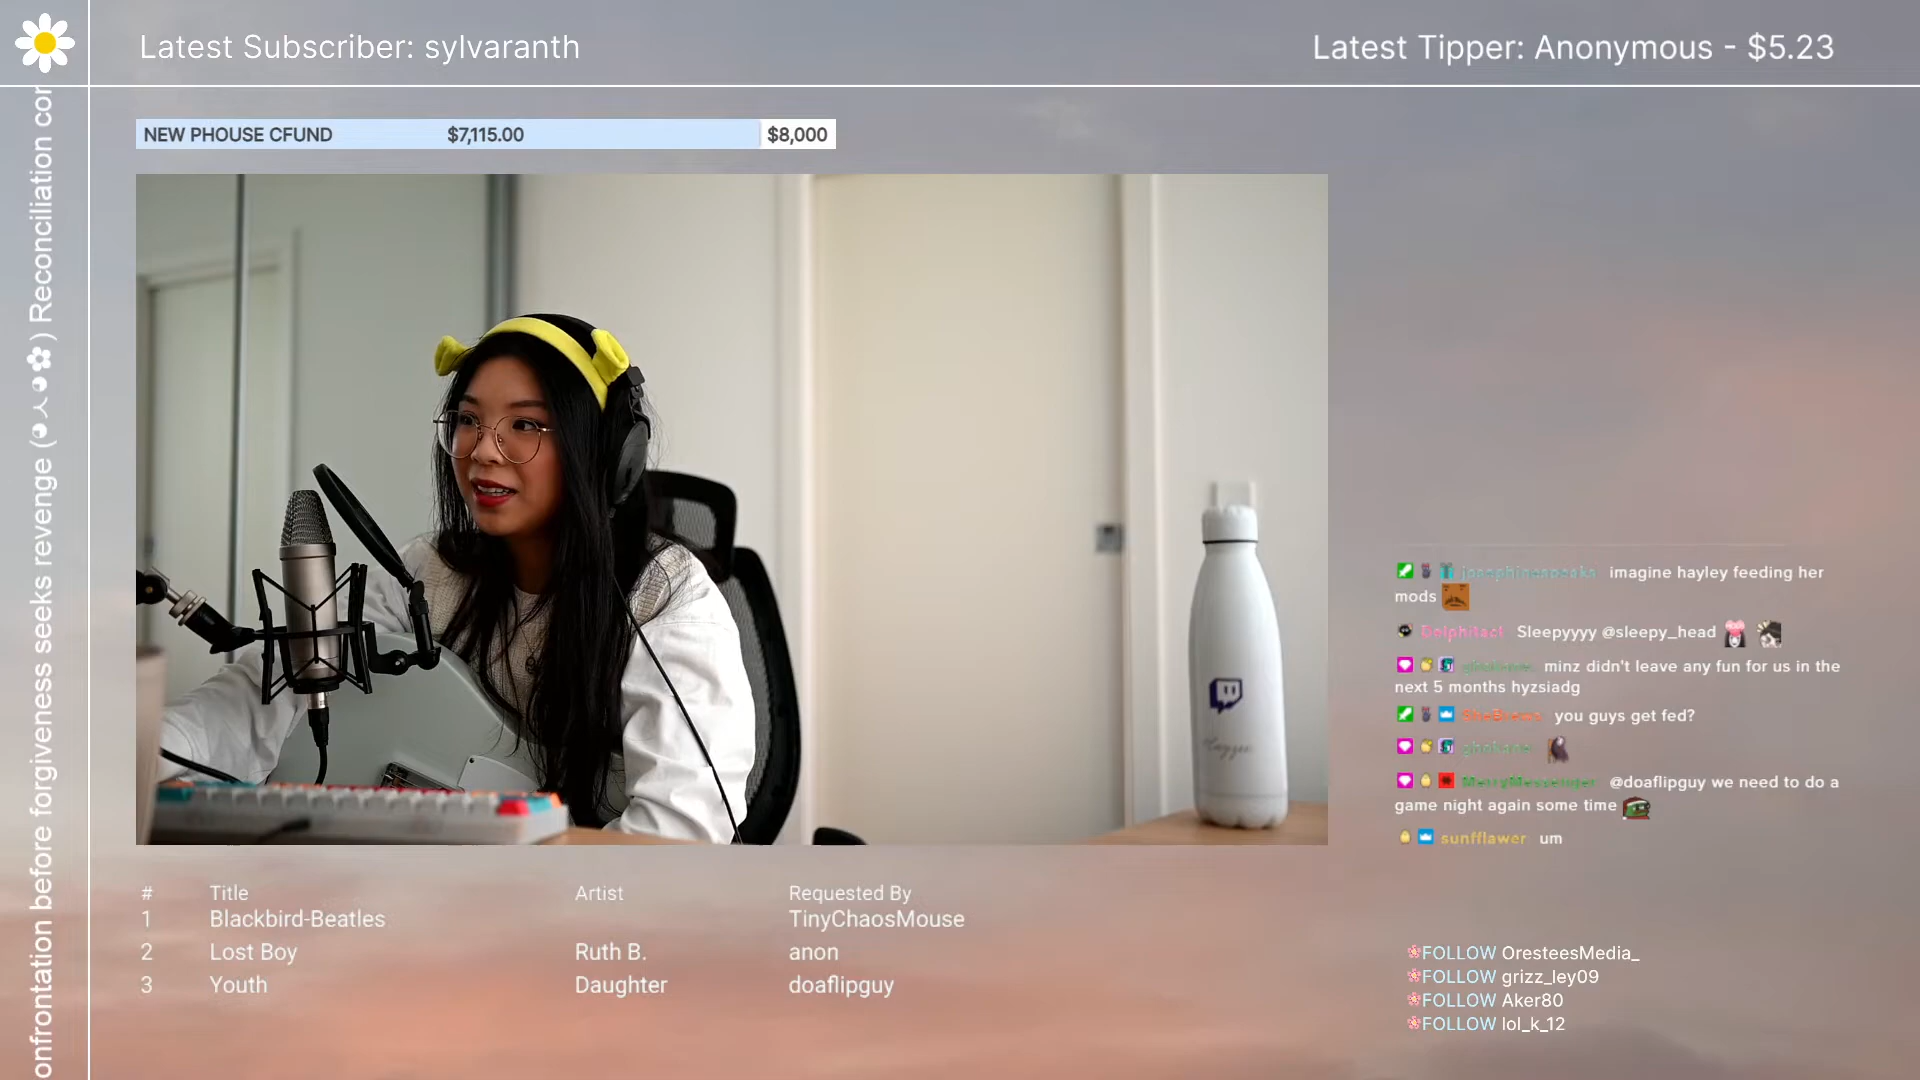 Latest Subscriber: sylvaranth
Latest Tipper: Anonymous - $5.23
NEW PHOUSE CFUND $7,115.00 $8,000
onfrontation before forgiveness seeks revenge (◕⅄◕✿) Reconciliation cor
imagine hayley feeding her
mods
Dolphitaci Sleepyyyy @sleepy_head
minz didn't leave any fun for us in the
next 5 months hyzsiadg
you guys get fed?
MerryMessenger @doaflipguy we need to do a
game night again some time
sunfflawer um
# Title Artist Requested By
1 Blackbird-Beatles TinyChaosMouse
2 Lost Boy Ruth B. anon
3 Youth Daughter doaflipguy
FOLLOW OresteesMedia_
FOLLOW grizz_ley09
FOLLOW Aker80
FOLLOW lol_k_12